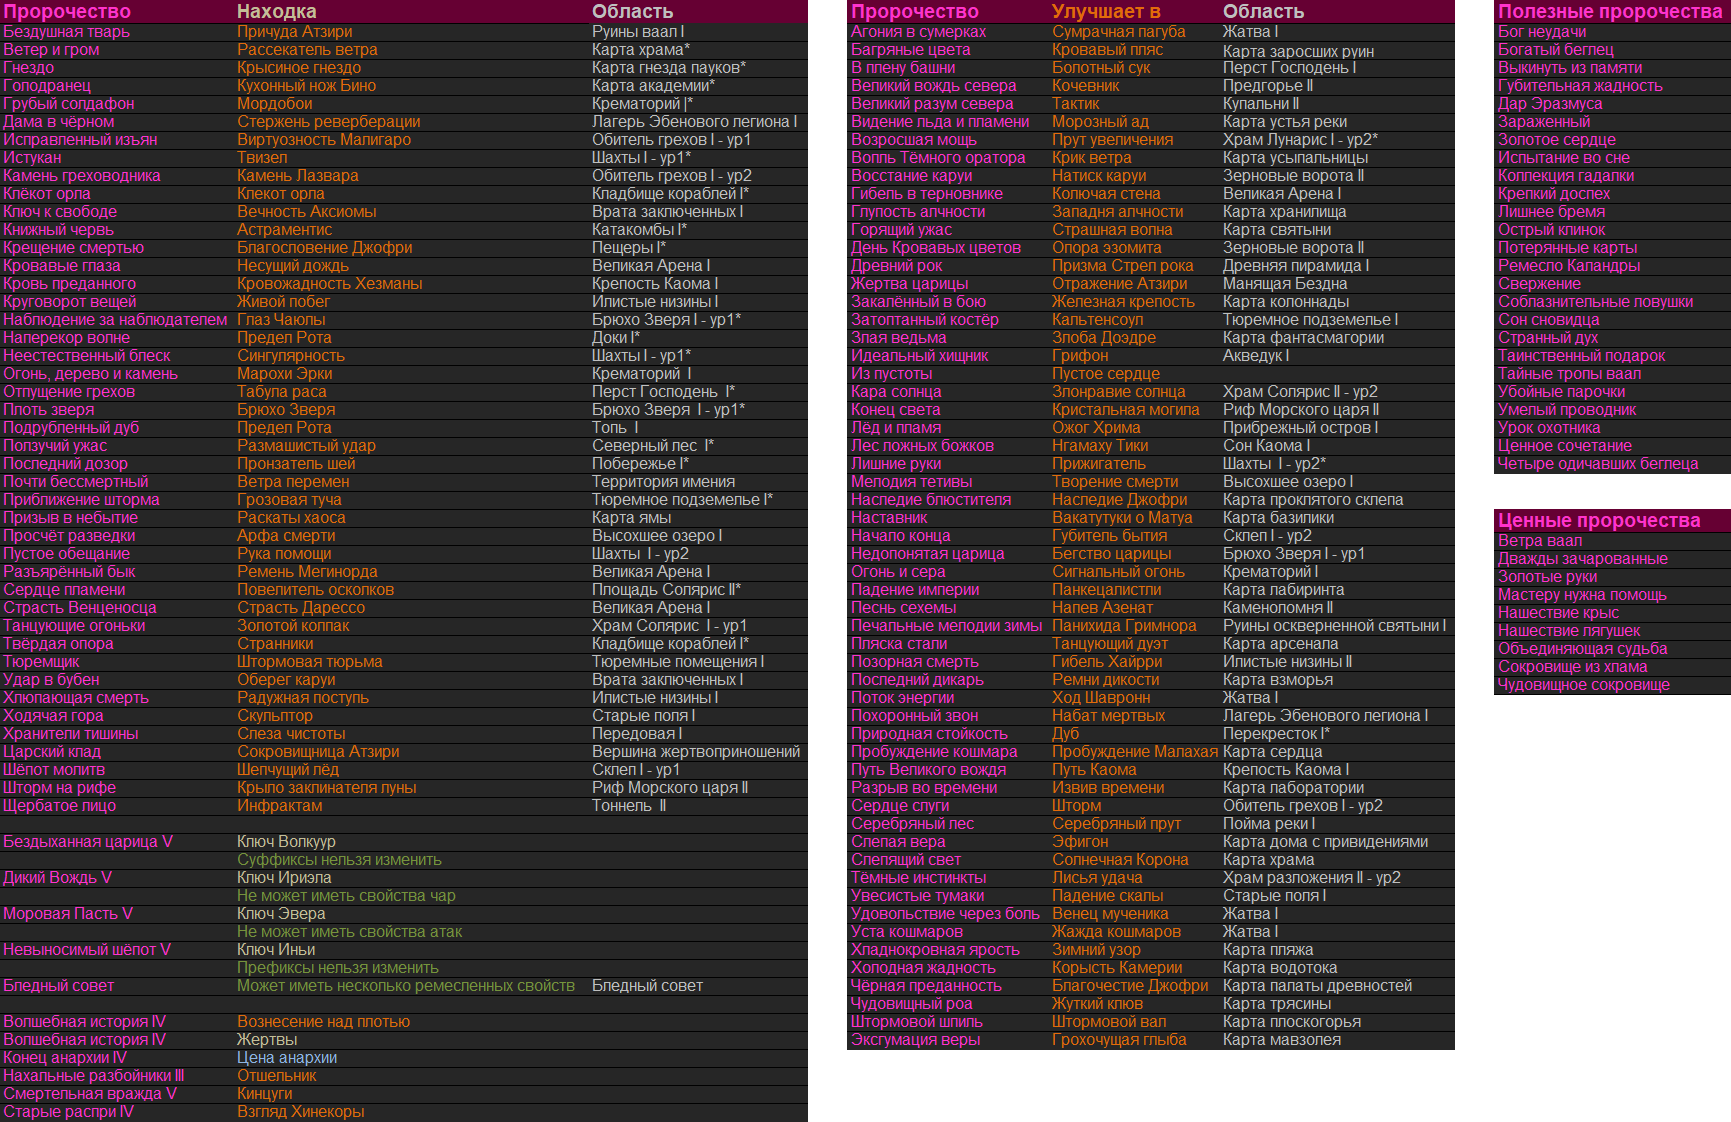 Пророчество Находка Область
Бездушная тварь Причуда Атзири Руины ваал I
Ветер и гром Рассекатель ветра Карта храма*
Гнездо Крысиное гнездо Карта гнезда пауков*
Голодранец Кухонный нож Бино Карта академии*
Грубый солдафон Мордобои Крематорий |*
Дама в чёрном Стержень реверберации Лагерь Эбенового легиона I
Исправленный изъян Виртуозность Малигаро Обитель грехов I - ур1
Истукан Твизел Шахты I - ур1*
Камень греховодника Камень Лазвара Обитель грехов I - ур2
Клёкот орла Клекот орла Кладбище кораблей I*
Ключ к свободе Вечность Аксиомы Врата заключенных I
Книжный червь Астраментис Катакомбы I*
Крещение смертью Благословение Джофри Пещеры I*
Кровавые глаза Несущий дождь Великая Арена I
Кровь преданного Кровожадность Хезманы Крепость Каома I
Круговорот вещей Живой побег Илистые низины I
Наблюдение за наблюдателем Глаз Чаюлы Брюхо Зверя I - ур1*
Наперекор волне Предел Рота Доки I*
Неестественный блеск Сингулярность Шахты I - ур1*
Огонь, дерево и камень Марохи Эрки Крематорий I
Отпущение грехов Табула раса Перст Господень I*
Плоть зверя Брюхо Зверя Брюхо Зверя I - ур1*
Подрубленный дуб Предел Рота Топь I
Ползучий ужас Размашистый удар Северный лес I*
Последний дозор Пронзатель шей Побережье I*
Почти бессмертный Ветра перемен Территория имения
Приближение шторма Грозовая туча Тюремное подземелье I*
Призыв в небытие Раскаты хаоса Карта ямы
Просчёт разведки Арфа смерти Высохшее озеро I
Пустое обещание Рука помощи Шахты I - ур2
Разъярённый бык Ремень Мегинорда Великая Арена I
Сердце пламени Повелитель осколков Площадь Солярис II*
Страсть Венценосца Страсть Дарессо Великая Арена I
Танцующие огоньки Золотой колпак Храм Солярис I - ур1
Твёрдая опора Странники Кладбище кораблей I*
Тюремщик Штормовая тюрьма Тюремные помещения I
Удар в бубен Оберег каруи Врата заключенных I
Хлюпающая смерть Радужная поступь Илистые низины I
Ходячая гора Скульптор Старые поля I
Хранители тишины Слеза чистоты Передовая I
Царский клад Сокровищница Атзири Вершина жертвоприношений
Шёпот молитв Шепчущий лёд Склеп I - ур1
Шторм на рифе Крыло заклинателя луны Риф Морского царя II
Щербатое лицо Инфрактам Тоннель II
Бездыханная царица V Ключ Волкуур
Суффиксы нельзя изменить
Дикий Вождь V Ключ Ириэла
Не может иметь свойства чар
Моровая Пасть V Ключ Эвера
Не может иметь свойства атак
Невыносимый шёпот V Ключ Иньи
Префиксы нельзя изменить
Бледный совет Может иметь несколько ремесленных свойств Бледный совет
Волшебная история IV Вознесение над плотью
Волшебная история IV Жертвы
Конец анархии IV Цена анархии
Нахальные разбойники III Отшельник
Смертельная вражда V Кинцуги
Старые распри IV Взгляд Хинекоры
Пророчество Улучшает в Область
Агония в сумерках Сумрачная пагуба Жатва I
Багряные цвета Кровавый пляс Карта заросших руин
В плену башни Болотный сук Перст Господень I
Великий вождь севера Кочевник Предгорье II
Великий разум севера Тактик Купальни II
Видение льда и пламени Морозный ад Карта устья реки
Возросшая мощь Прут увеличения Храм Лунарис I - ур2*
Вопль Тёмного оратора Крик ветра Карта усыпальницы
Восстание каруи Натиск каруи Зерновые ворота II
Гибель в терновнике Колючая стена Великая Арена I
Глупость алчности Западня алчности Карта хранилища
Горящий ужас Страшная волна Карта святыни
День Кровавых цветов Опора эзомита Зерновые ворота II
Древний рок Призма Стрел рока Древняя пирамида I
Жертва царицы Отражение Атзири Манящая Бездна
Закалённый в бою Железная крепость Карта колоннады
Затоптанный костёр Кальтенсоул Тюремное подземелье I
Злая ведьма Злоба Доэдре Карта фантасмагории
Идеальный хищник Грифон Акведук I
Из пустоты Пустое сердце
Кара солнца Злонравие солнца Храм Солярис II - ур2
Конец света Кристальная могила Риф Морского царя II
Лёд и пламя Ожог Хрима Прибрежный остров I
Лес ложных божков Нгамаху Тики Сон Каома I
Лишние руки Прижигатель Шахты I - ур2*
Мелодия тетивы Творение смерти Высохшее озеро I
Наследие блюстителя Наследие Джофри Карта проклятого склепа
Наставник Вакатутуки о Матуа Карта базилики
Начало конца Губитель бытия Склеп I - ур2
Недопонятая царица Бегство царицы Брюхо Зверя I - ур1
Огонь и сера Сигнальный огонь Крематорий I
Падение империи Панкецалистли Карта лабиринта
Песнь сехемы Напев Азенат Каменоломня II
Печальные мелодии зимы Панихида Гримнора Руины оскверненной святыни I
Пляска стали Танцующий дуэт Карта арсенала
Позорная смерть Гибель Хайрри Илистые низины II
Последний дикарь Ремни дикости Карта взморья
Поток энергии Ход Шавронн Жатва I
Похоронный звон Набат мертвых Лагерь Эбенового легиона I
Природная стойкость Дуб Перекресток I*
Пробуждение кошмара Пробуждение Малахая Карта сердца
Путь Великого вождя Путь Каома Крепость Каома I
Разрыв во времени Извив времени Карта лаборатории
Сердце слуги Шторм Обитель грехов I - ур2
Серебряный лес Серебряный прут Пойма реки I
Слепая вера Эфигон Карта дома с привидениями
Слепящий свет Солнечная Корона Карта храма
Тёмные инстинкты Лисья удача Храм разложения II - ур2
Увесистые тумаки Падение скалы Старые поля I
Удовольствие через боль Венец мученика Жатва I
Уста кошмаров Жажда кошмаров Жатва I
Хладнокровная ярость Зимний узор Карта пляжа
Холодная жадность Корысть Камерии Карта водотока
Чёрная преданность Благочестие Джофри Карта палаты древностей
Чудовищный роа Жуткий клюв Карта трясины
Штормовой шпиль Штормовой вал Карта плоскогорья
Эксгумация веры Грохочущая глыба Карта мавзолея
Полезные пророчества
Бог неудачи
Богатый беглец
Выкинуть из памяти
Губительная жадность
Дар Эразмуса
Зараженный
Золотое сердце
Испытание во сне
Коллекция гадалки
Крепкий доспех
Лишнее бремя
Острый клинок
Потерянные карты
Ремесло Каландры
Свержение
Соблазнительные ловушки
Сон сновидца
Странный дух
Таинственный подарок
Тайные тропы ваал
Убойные парочки
Умелый проводник
Урок охотника
Ценное сочетание
Четыре одичавших беглеца
Ценные пророчества
Ветра ваал
Дважды зачарованные
Золотые руки
Мастеру нужна помощь
Нашествие крыс
Нашествие лягушек
Объединяющая судьба
Сокровище из хлама
Чудовищное сокровище